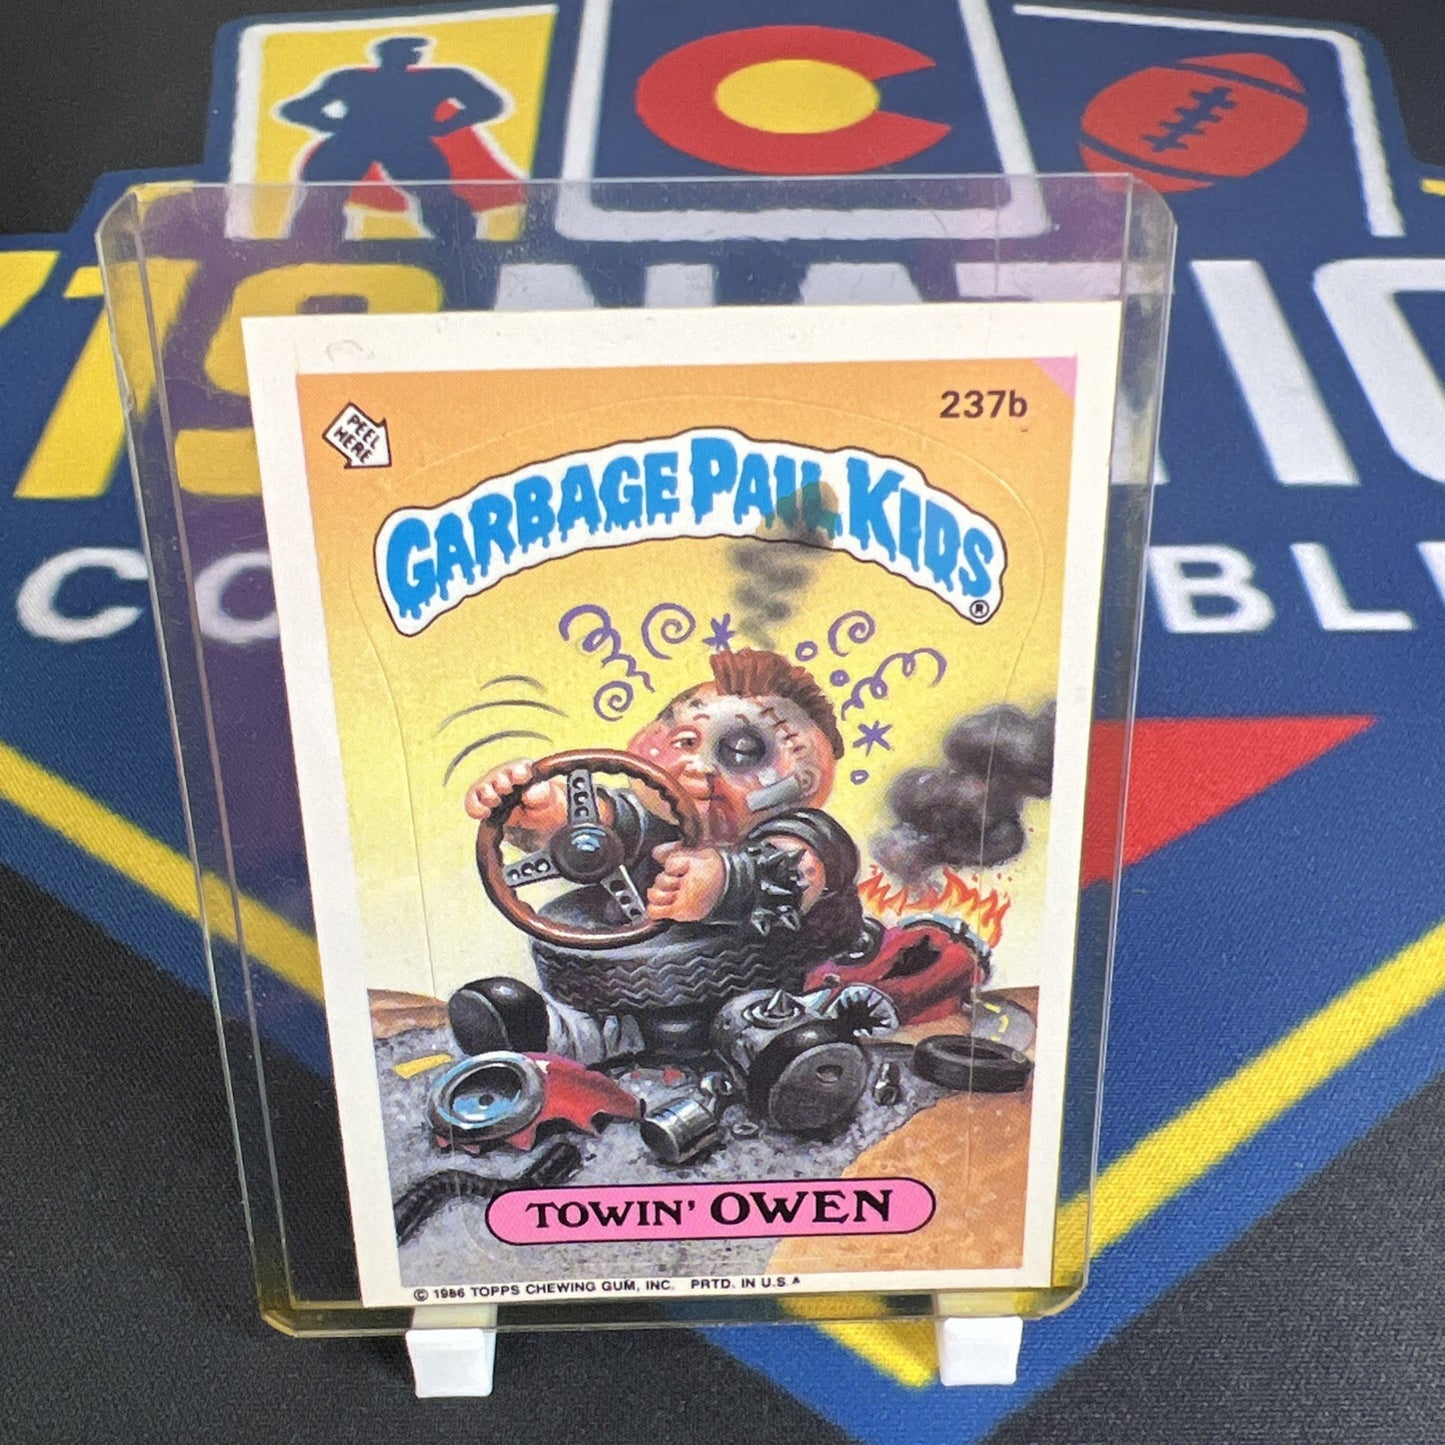 PEEL
HERE
237b
GARBAGE PAIL KIDS
®
TOWIN' OWEN
© 1986 TOPPS CHEWING GUM, INC. PRTD. IN U.S.A